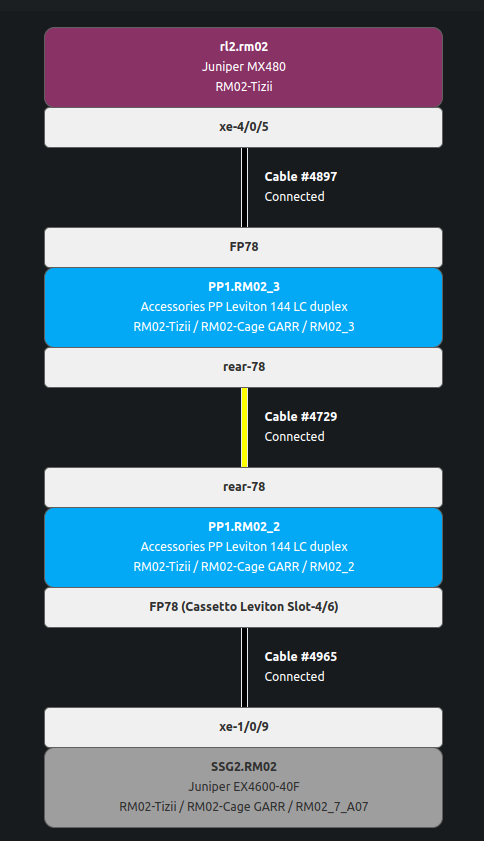 rl2.rm02
Juniper MX480
RM02-Tizii
xe-4/0/5
Cable #4897
Connected
FP78
PP1.RM02_3
Accessories PP Leviton 144 LC duplex
RM02-Tizii / RM02-Cage GARR / RM02_3
rear-78
Cable #4729
Connected
rear-78
PP1.RM02_2
Accessories PP Leviton 144 LC duplex
RM02-Tizii / RM02-Cage GARR / RM02_2
FP78 (Cassetto Leviton Slot-4/6)
Cable #4965
Connected
xe-1/0/9
SSG2.RM02
Juniper EX4600-40F
RM02-Tizii / RM02-Cage GARR / RM02_7_A07